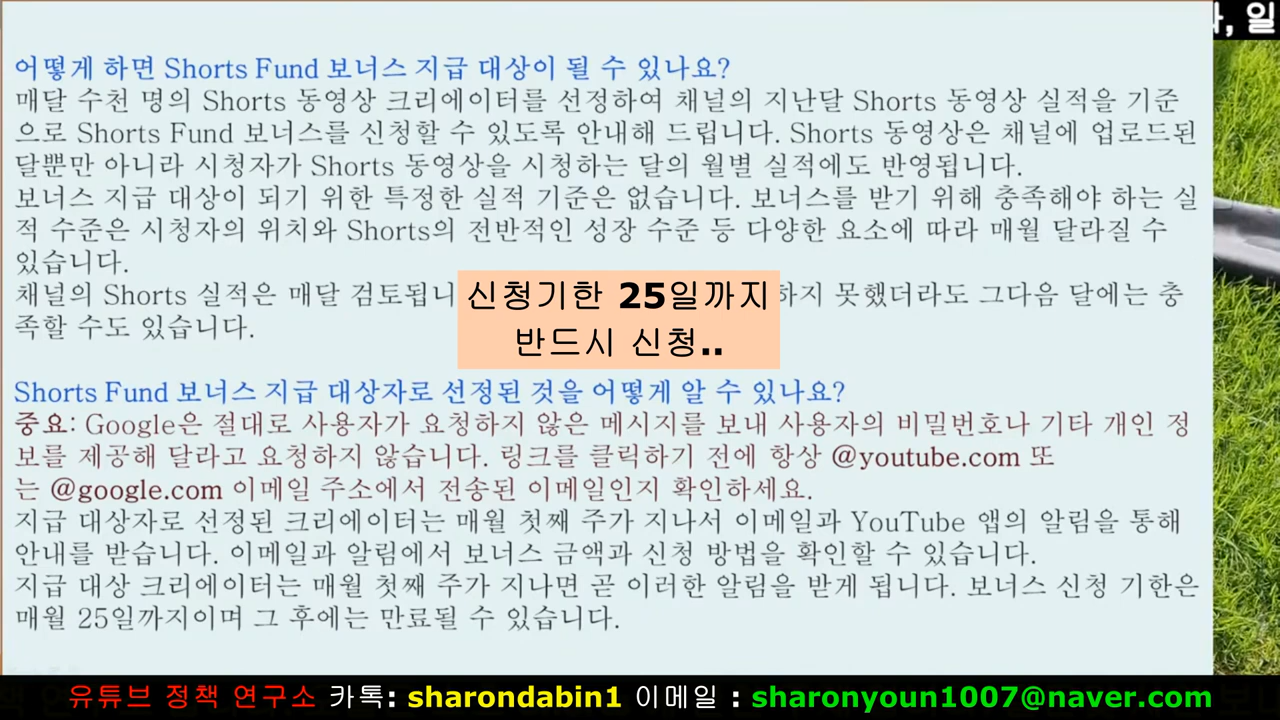 , 일
어떻게 하면 Shorts Fund 보너스 지급 대상이 될 수 있나요?
매달 수천 명의 Shorts 동영상 크리에이터를 선정하여 채널의 지난달 Shorts 동영상 실적을 기준
으로 Shorts Fund 보너스를 신청할 수 있도록 안내해 드립니다. Shorts 동영상은 채널에 업로드된
달뿐만 아니라 시청자가 Shorts 동영상을 시청하는 달의 월별 실적에도 반영됩니다.
보너스 지급 대상이 되기 위한 특정한 실적 기준은 없습니다. 보너스를 받기 위해 충족해야 하는 실
적 수준은 시청자의 위치와 Shorts의 전반적인 성장 수준 등 다양한 요소에 따라 매월 달라질 수
있습니다.
채널의 Shorts 실적은 매달 검토됩니 하지 못했더라도 그다음 달에는 충
족할 수도 있습니다.
신청기한 25일까지
반드시 신청..
Shorts Fund 보너스 지급 대상자로 선정된 것을 어떻게 알 수 있나요?
중요: Google은 절대로 사용자가 요청하지 않은 메시지를 보내 사용자의 비밀번호나 기타 개인 정
보를 제공해 달라고 요청하지 않습니다. 링크를 클릭하기 전에 항상 @youtube.com 또
는 @google.com 이메일 주소에서 전송된 이메일인지 확인하세요.
지급 대상자로 선정된 크리에이터는 매월 첫째 주가 지나서 이메일과 YouTube 앱의 알림을 통해
안내를 받습니다. 이메일과 알림에서 보너스 금액과 신청 방법을 확인할 수 있습니다.
지급 대상 크리에이터는 매월 첫째 주가 지나면 곧 이러한 알림을 받게 됩니다. 보너스 신청 기한은
매월 25일까지이며 그 후에는 만료될 수 있습니다.
유튜브 정책 연구소 카톡: sharondabin1 이메일 : sharonyoun1007@naver.com